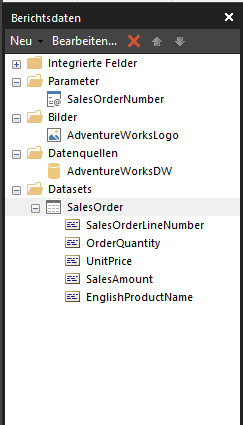 Berichtsdaten
Neu Bearbeiten...
Integrierte Felder
Parameter
SalesOrderNumber
Bilder
AdventureWorksLogo
Datenquellen
AdventureWorksDW
Datasets
SalesOrder
SalesOrderLineNumber
OrderQuantity
UnitPrice
SalesAmount
EnglishProductName